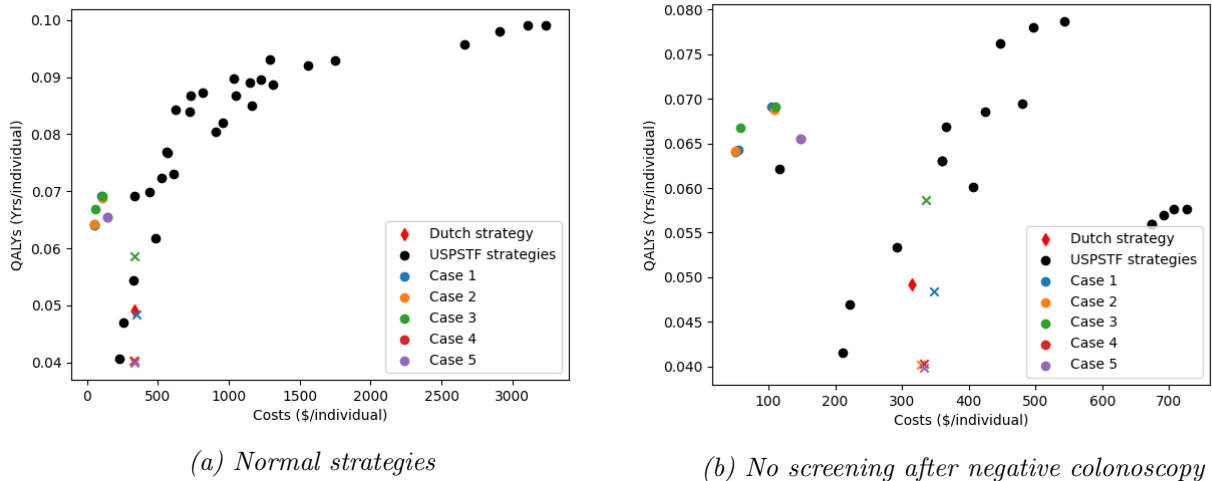 0.10
0.09
0.08
0.07
0.06
0.05
0.04
QALYs (Yrs/individual)
Dutch strategy
USPSTF strategies
Case 1
Case 2
Case 3
Case 4
Case 5
0 500 1000 1500 2000 2500 3000
Costs ($/individual)
(a) Normal strategies
0.080
0.075
0.070
0.065
0.060
0.055
0.050
0.045
0.040
QALYs (Yrs/individual)
Dutch strategy
USPSTF strategies
Case 1
Case 2
Case 3
Case 4
Case 5
100 200 300 400 500 600 700
Costs ($/individual)
(b) No screening after negative colonoscopy